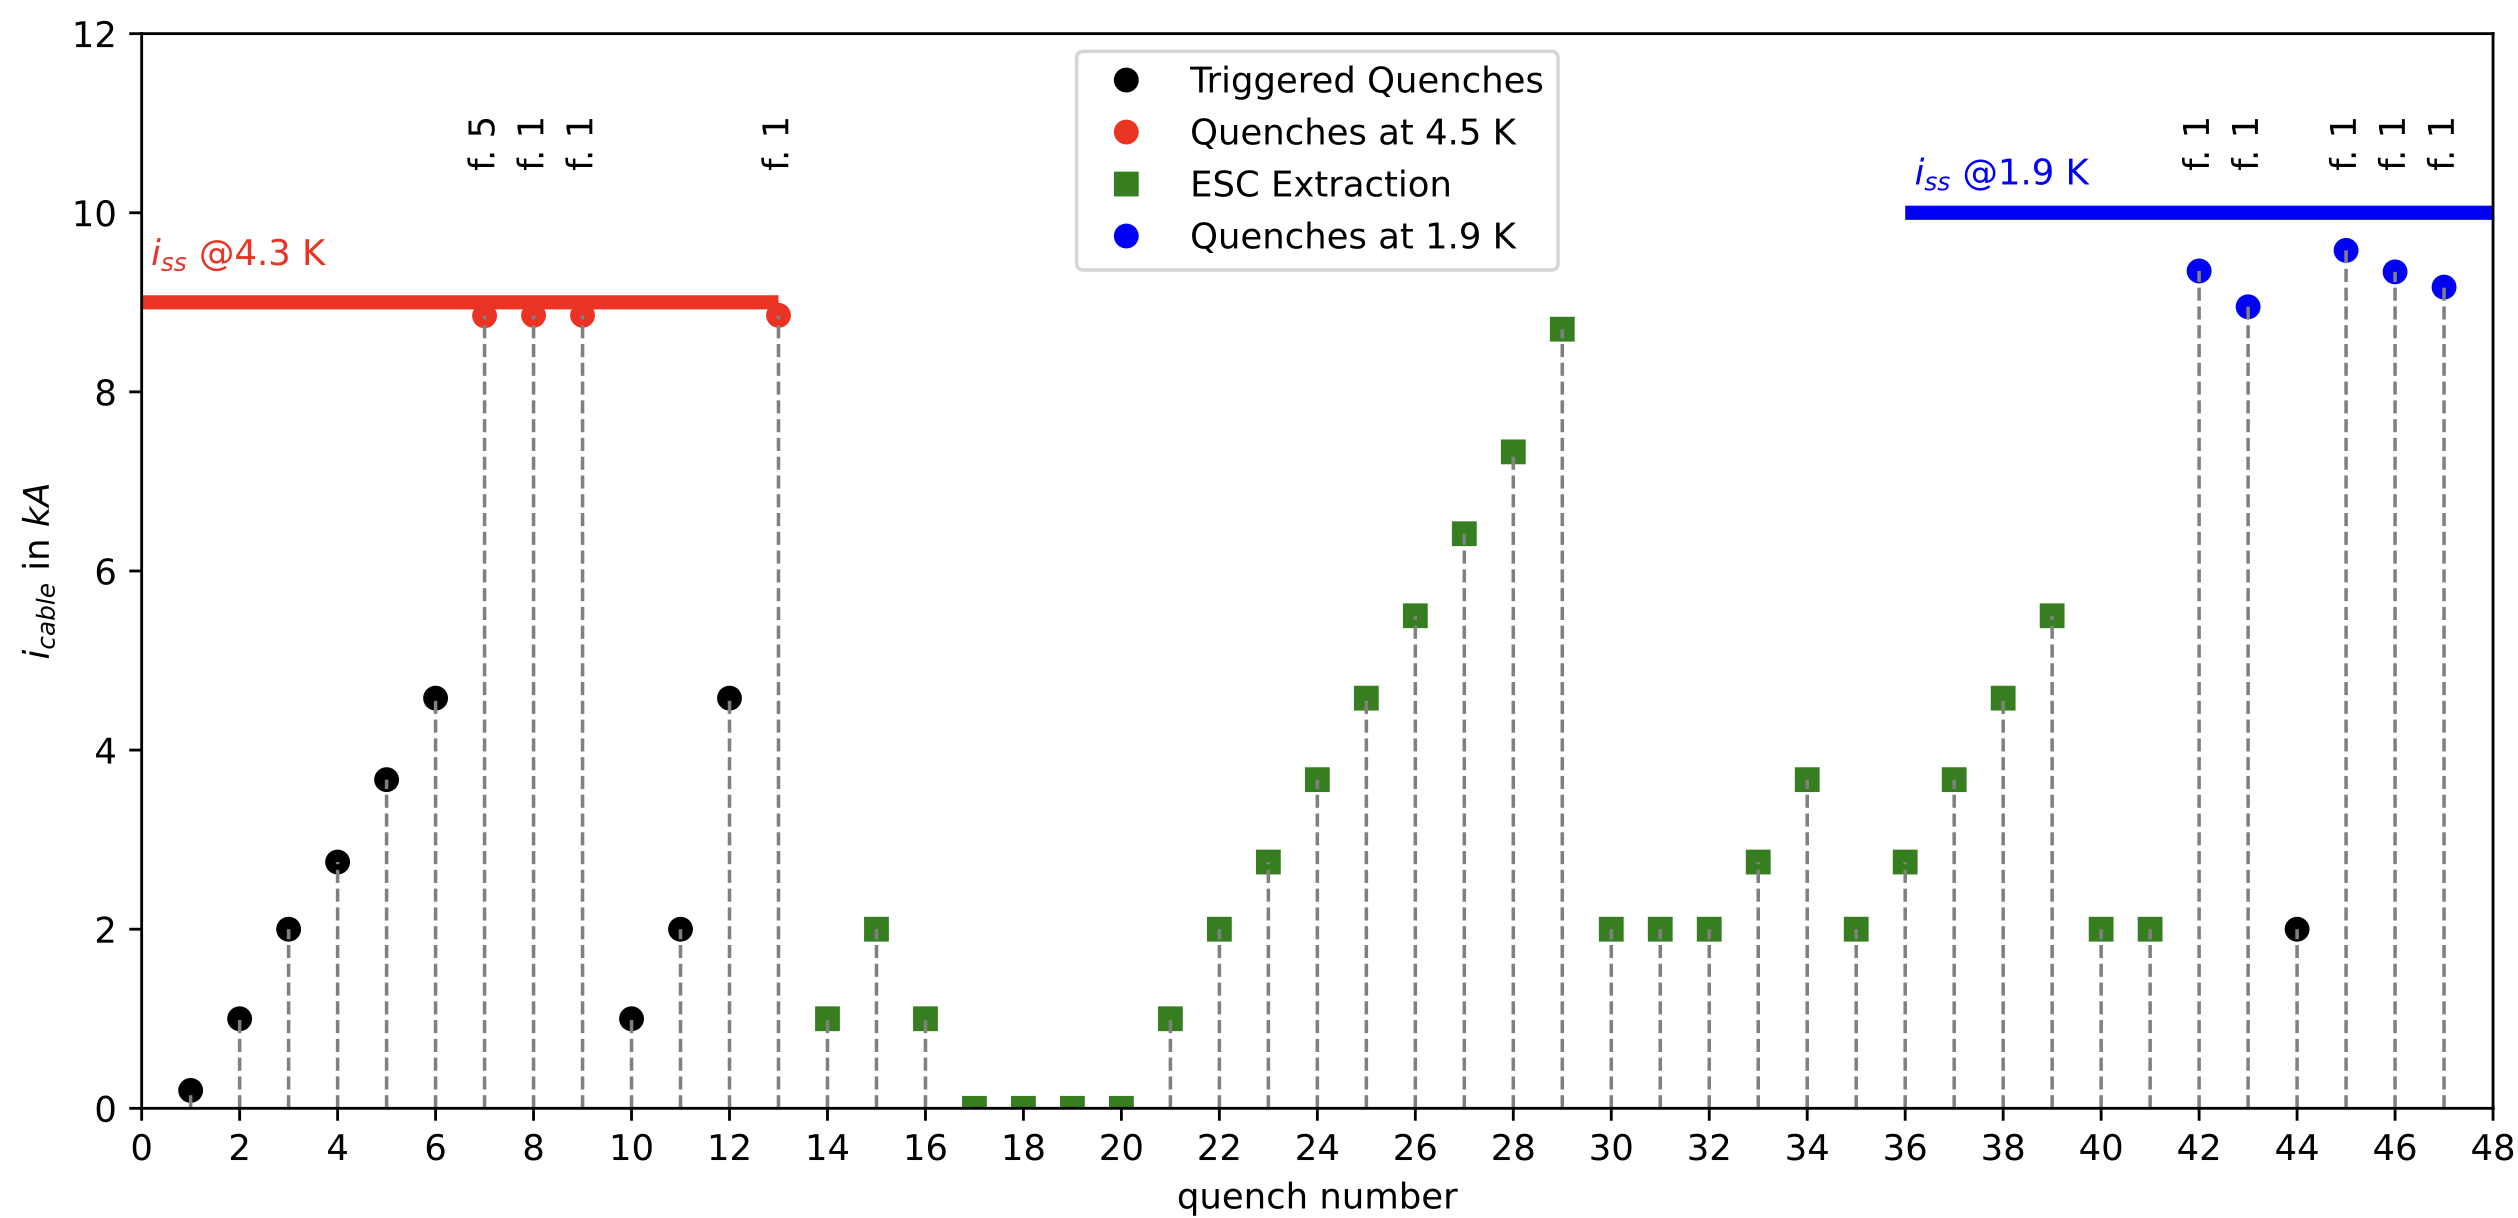 Triggered Quenches
Quenches at 4.5 K
ESC Extraction
Quenches at 1.9 K
f. 5
f. 1
f. 1
f. 1
f. 1
f. 1
f. 1
f. 1
f. 1
iss @4.3 K
iss @1.9 K
icable in kA
12
10
8
6
4
2
0
0 2 4 6 8 10 12 14 16 18 20 22 24 26 28 30 32 34 36 38 40 42 44 46 48
quench number